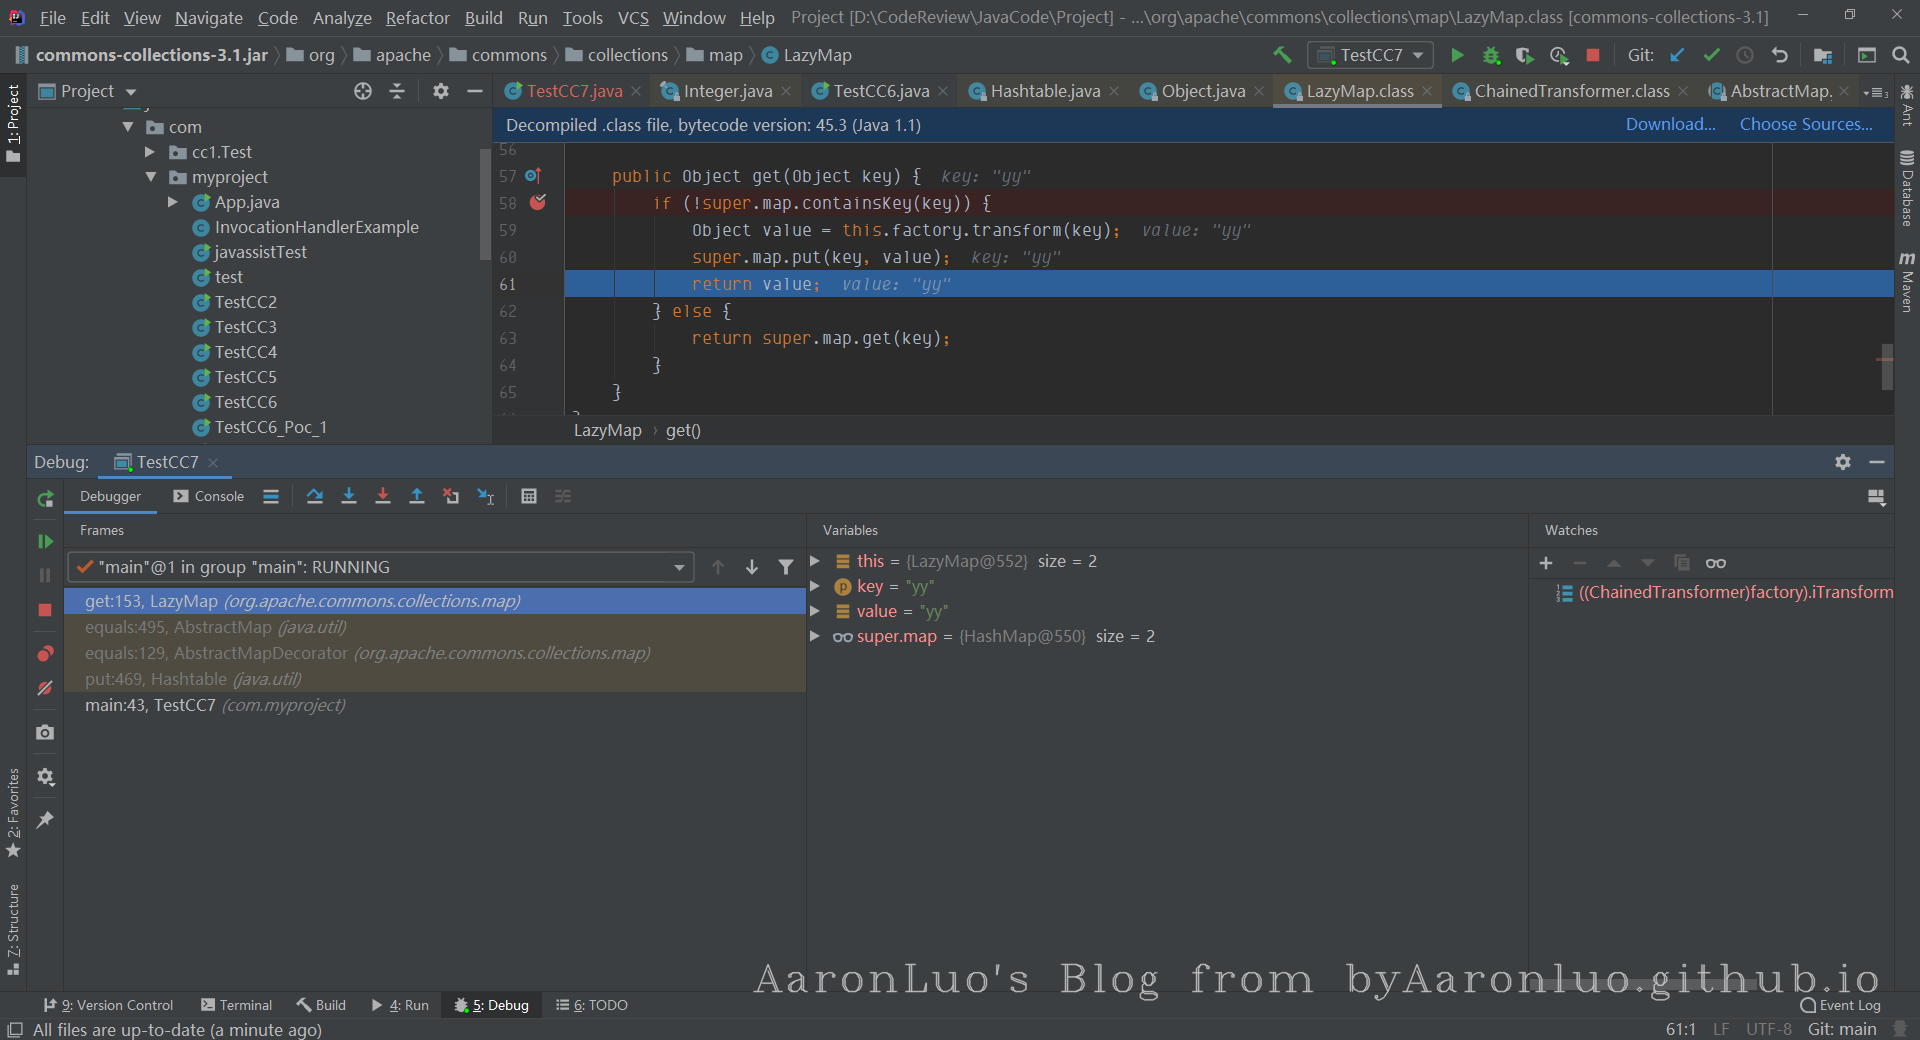 File Edit View Navigate Code Analyze Refactor Build Run Tools VCS Window Help Project [D:\CodeReview\JavaCode\Project] - ...\org\apache\commons\collections\map\LazyMap.class [commons-collections-3.1]
commons-collections-3.1.jar org apache commons collections map LazyMap TestCC7 Git:
Project
TestCC7.java Integer.java TestCC6.java Hashtable.java Object.java LazyMap.class ChainedTransformer.class AbstractMap.
Decompiled .class file, bytecode version: 45.3 (Java 1.1) Download... Choose Sources...
1: Project
com
cc1.Test
myproject
App.java
InvocationHandlerExample
javassistTest
test
TestCC2
TestCC3
TestCC4
TestCC5
TestCC6
TestCC6_Poc_1
56
57 public Object get(Object key) { key: "yy"
58 if (!super.map.containsKey(key)) {
59 Object value = this.factory.transform(key); value: "yy"
60 super.map.put(key, value); key: "yy"
61 return value; value: "yy"
62 } else {
63 return super.map.get(key);
64 }
65 }
LazyMap › get()
Ant
Database
Maven
Debug: TestCC7
Debugger Console
Frames
"main"@1 in group "main": RUNNING
get:153, LazyMap (org.apache.commons.collections.map)
equals:495, AbstractMap (java.util)
equals:129, AbstractMapDecorator (org.apache.commons.collections.map)
put:469, Hashtable (java.util)
main:43, TestCC7 (com.myproject)
Variables
this = {LazyMap@552} size = 2
key = "yy"
value = "yy"
super.map = {HashMap@550} size = 2
Watches
((ChainedTransformer)factory).iTransform
2: Favorites
7: Structure
AaronLuo's Blog from byAaronluo.github.io
9: Version Control Terminal Build 4: Run 5: Debug 6: TODO Event Log
All files are up-to-date (a minute ago) 61:1 LF UTF-8 Git: main